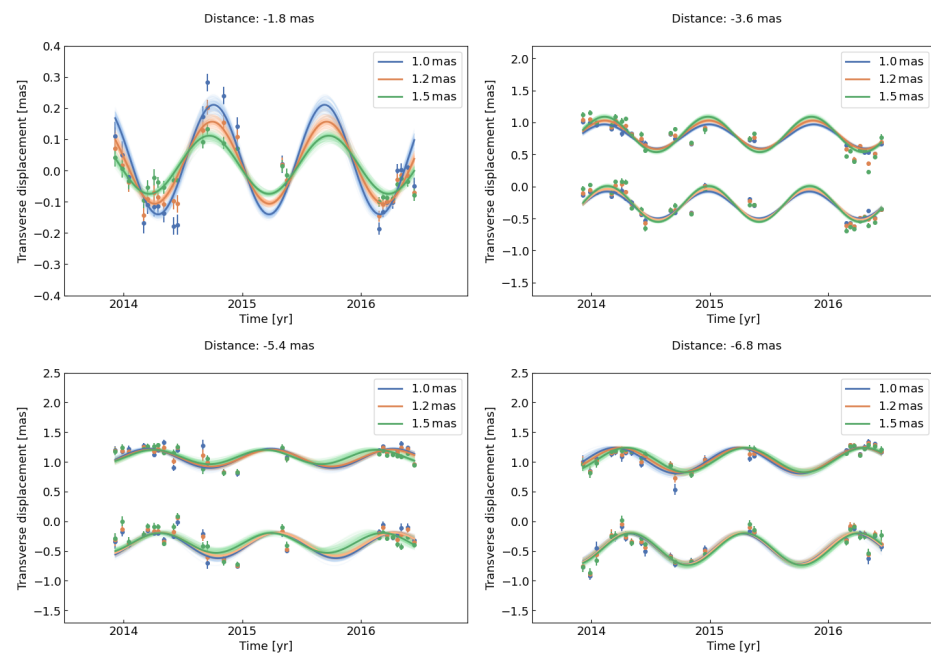 Distance: -1.8 mas
Transverse displacement [mas]
0.4
0.3
0.2
0.1
0.0
−0.1
−0.2
−0.3
−0.4
1.0 mas
1.2 mas
1.5 mas
2014 2015 2016
Time [yr]
Distance: -3.6 mas
Transverse displacement [mas]
2.0
1.5
1.0
0.5
0.0
−0.5
−1.0
−1.5
1.0 mas
1.2 mas
1.5 mas
2014 2015 2016
Time [yr]
Distance: -5.4 mas
Transverse displacement [mas]
2.5
2.0
1.5
1.0
0.5
0.0
−0.5
−1.0
−1.5
1.0 mas
1.2 mas
1.5 mas
2014 2015 2016
Time [yr]
Distance: -6.8 mas
Transverse displacement [mas]
2.5
2.0
1.5
1.0
0.5
0.0
−0.5
−1.0
−1.5
1.0 mas
1.2 mas
1.5 mas
2014 2015 2016
Time [yr]